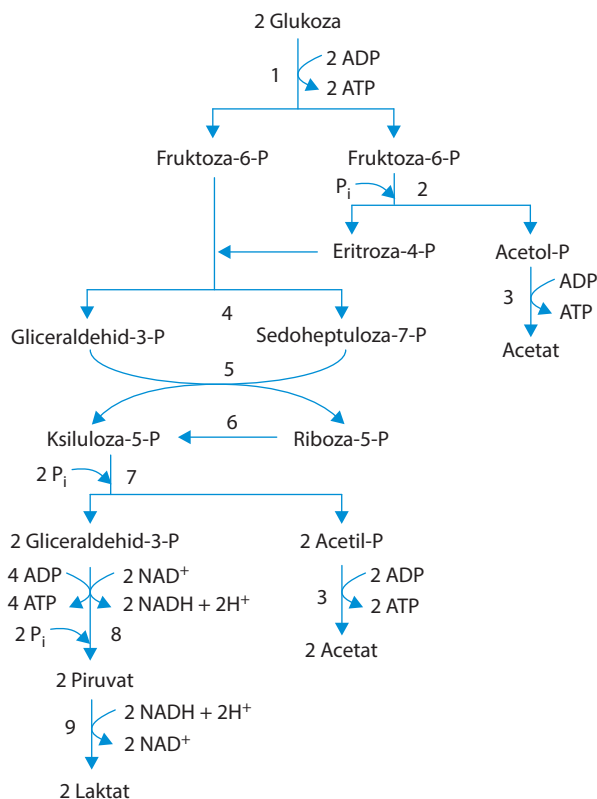 2 Glukoza
1
2 ADP
2 ATP
Fruktoza-6-P
Fruktoza-6-P
Pi
2
Eritroza-4-P
Acetol-P
3
ADP
ATP
Acetat
4
Gliceraldehid-3-P
Sedoheptuloza-7-P
5
Ksiluloza-5-P
6
Riboza-5-P
2 Pi
7
2 Gliceraldehid-3-P
2 Acetil-P
4 ADP
4 ATP
2 NAD+
2 NADH + 2H+
2 Pi
8
3
2 ADP
2 ATP
2 Acetat
2 Piruvat
9
2 NADH + 2H+
2 NAD+
2 Laktat